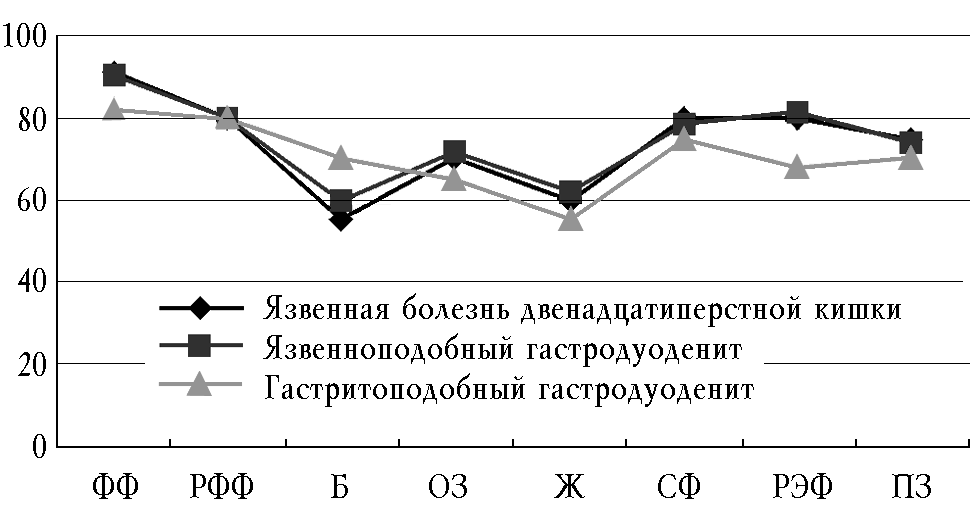 100
80
60
40
20
0
Язвенная болезнь двенадцатиперстной кишки
Язвенноподобный гастродуоденит
Гастритоподобный гастродуоденит
ФФ РФФ Б ОЗ Ж СФ РЭФ ПЗ